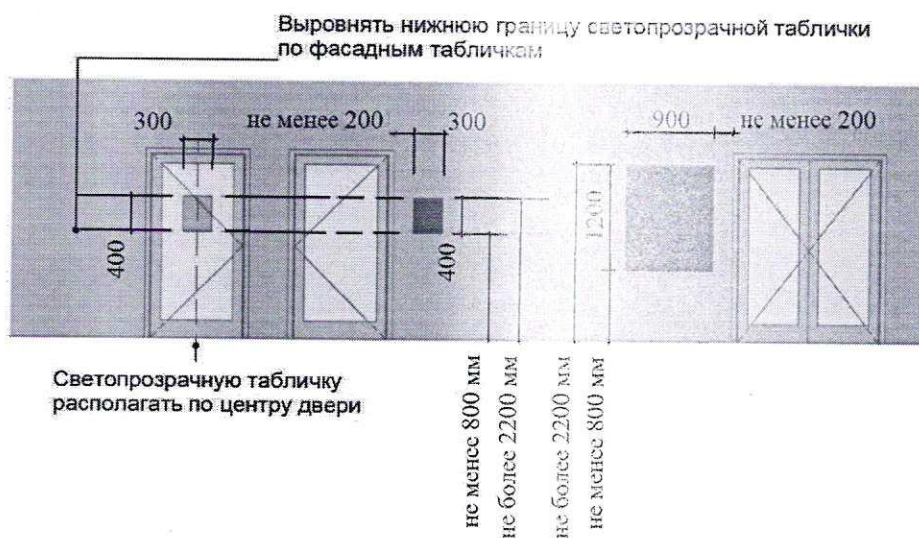 Выровнять нижнюю границу светопрозрачной таблички
по фасадным табличкам
300 не менее 200 300 900 не менее 200
400 400 1200
Светопрозрачную табличку
располагать по центру двери
не менее 800 мм
не более 2200 мм
не более 2200 мм
не менее 800 мм